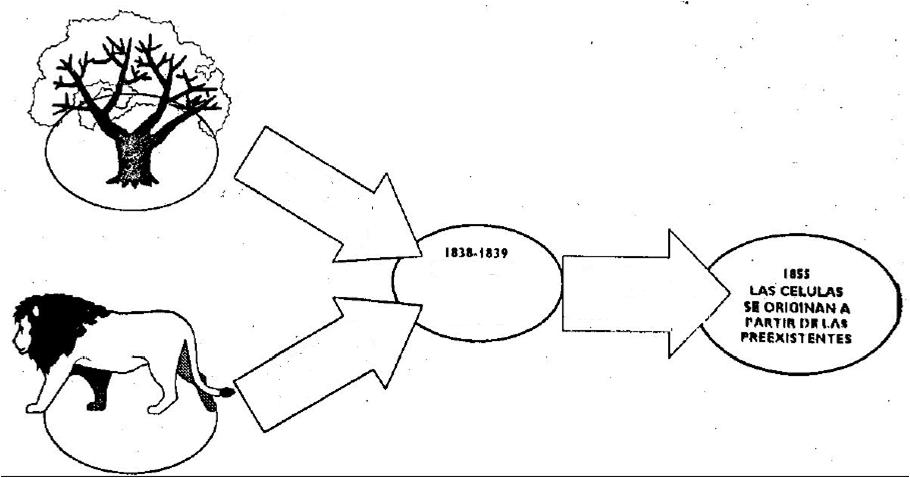 1838-1839
1855
LAS CELULAS
SE ORIGINAN A
PARTIR DE LAS
PREEXISTENTES